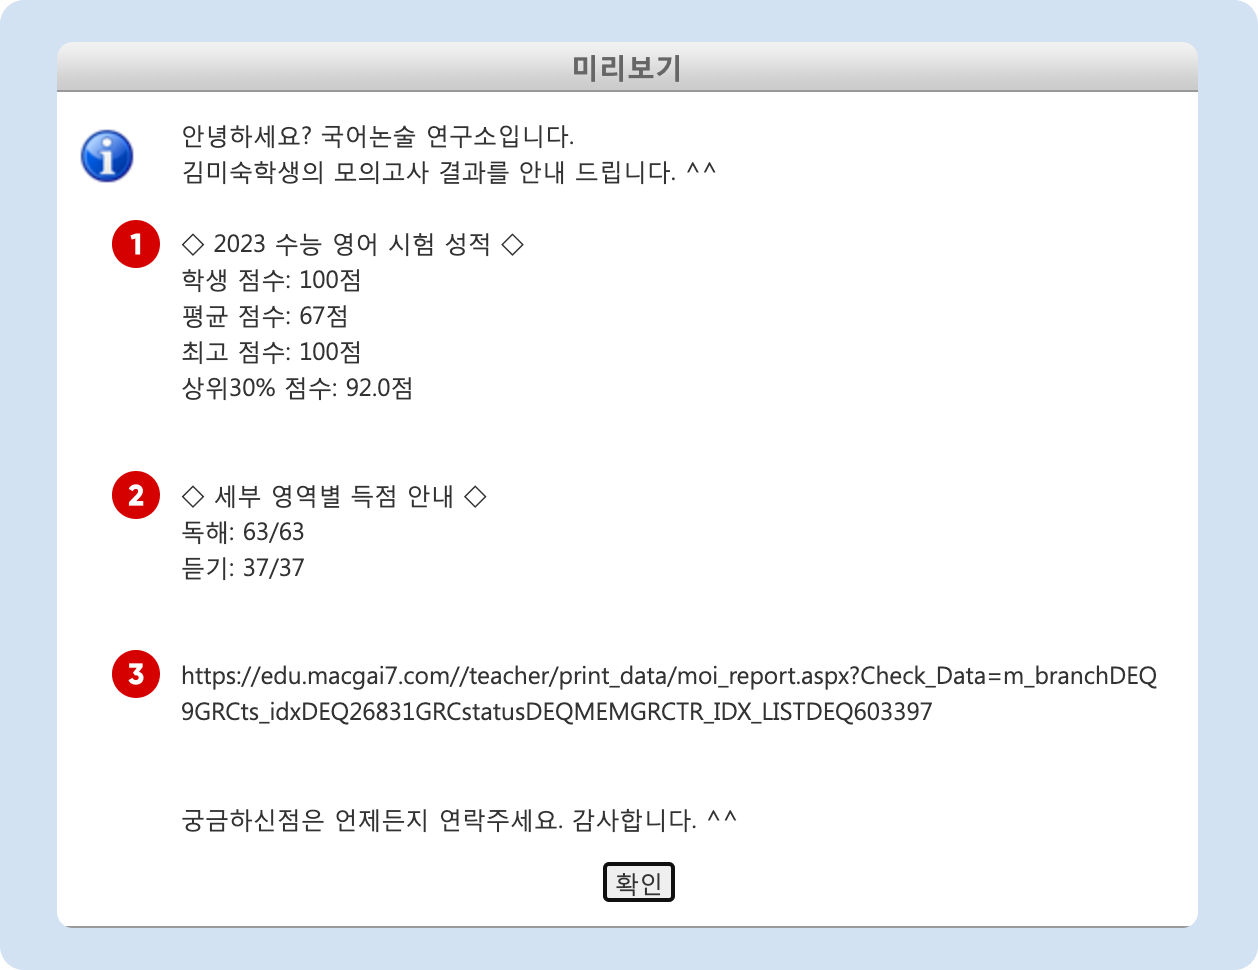 미리보기
안녕하세요? 국어논술 연구소입니다.
김미숙학생의 모의고사 결과를 안내 드립니다. ^^
1 ◇ 2023 수능 영어 시험 성적 ◇
학생 점수: 100점
평균 점수: 67점
최고 점수: 100점
상위30% 점수: 92.0점
2 ◇ 세부 영역별 득점 안내 ◇
독해: 63/63
듣기: 37/37
3 https://edu.macgai7.com//teacher/print_data/moi_report.aspx?Check_Data=m_branchDEQ
9GRCts_idxDEQ26831GRCstatusDEQMEMGRCTR_IDX_LISTDEQ603397
궁금하신점은 언제든지 연락주세요. 감사합니다. ^^
확인